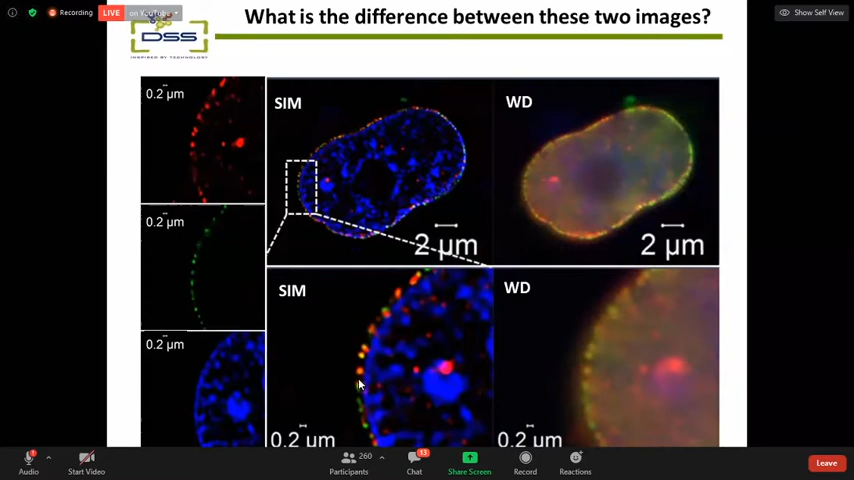 Recording
LIVE
on YouTube
Show Self View
What is the difference between these two images?
DSS
INSPIRED BY TECHNOLOGY
0.2 µm
SIM
WD
0.2 µm
2 µm
2 µm
SIM
WD
0.2 µm
0.2 µm
0.2 µm
Audio
Start Video
260
Participants
13
Chat
Share Screen
Record
Reactions
Leave